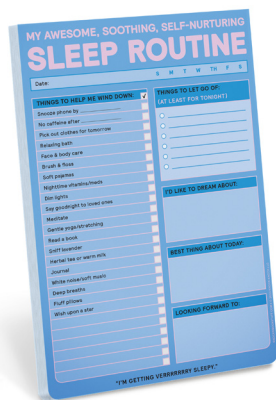 MY AWESOME, SOOTHING, SELF-NURTURING
SLEEP ROUTINE
Date:
S M T W TH F S
THINGS TO HELP ME WIND DOWN:
Snooze phone by
No caffeine after
Pick out clothes for tomorrow
Relaxing bath
Face & body care
Brush & floss
Soft pajamas
Nighttime vitamins/meds
Dim lights
Say goodnight to loved ones
Meditate
Gentle yoga/stretching
Read a book
Sniff lavender
Herbal tea or warm milk
Journal
White noise/soft music
Deep breaths
Fluff pillows
Wish upon a star
THINGS TO LET GO OF:
(AT LEAST FOR TONIGHT)
I'D LIKE TO DREAM ABOUT:
BEST THING ABOUT TODAY:
LOOKING FORWARD TO:
"I'M GETTING VERRRRRRRY SLEEPY."